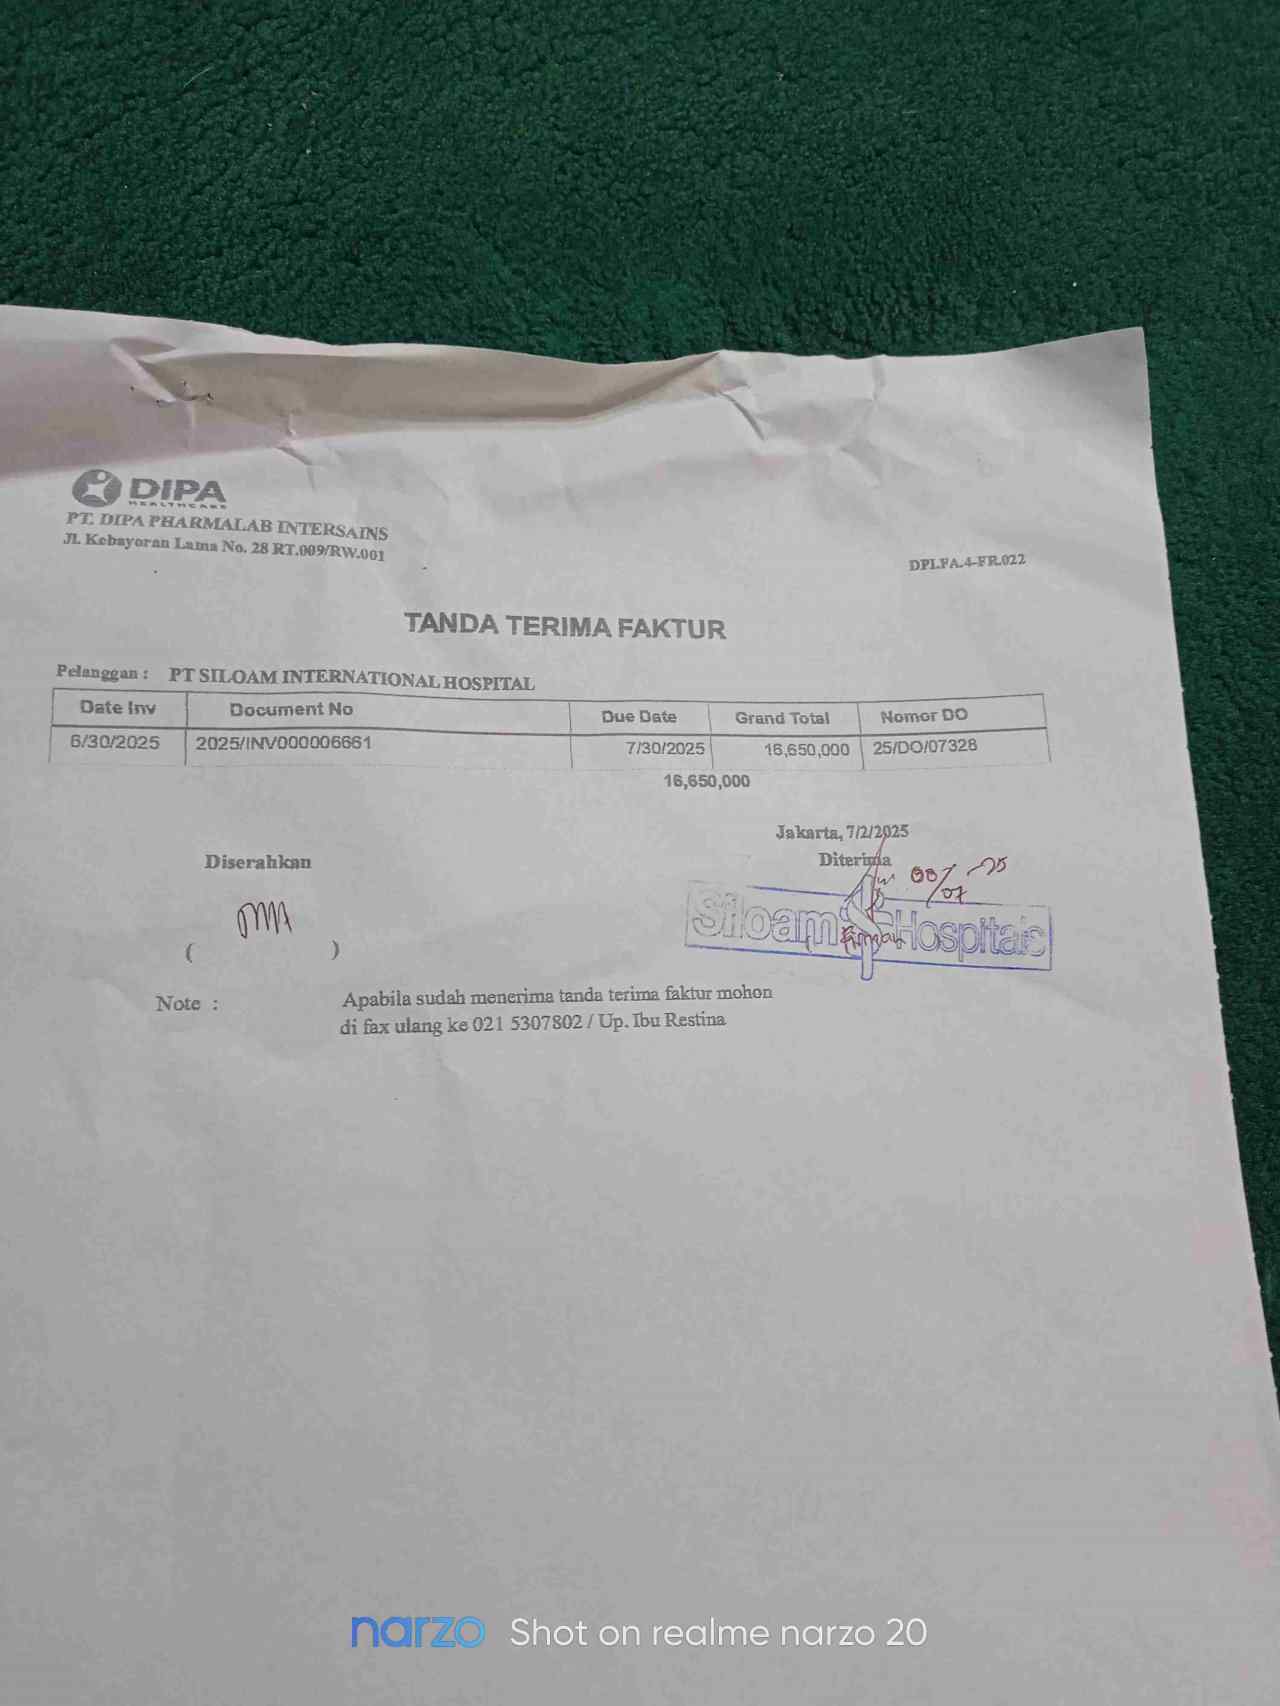 DIPA
HEALTHCARE
PT. DIPA PHARMALAB INTERSAINS
Jl. Kebayoran Lama No. 28 RT.009/RW.001
DPI.FA.4-FR.022
TANDA TERIMA FAKTUR
Pelanggan : PT SILOAM INTERNATIONAL HOSPITAL
Date Inv Document No Due Date Grand Total Nomor DO
6/30/2025 2025/INV000006661 7/30/2025 16,650,000 25/DO/07328
16,650,000
Jakarta, 7/2/2025
Diserahkan Diterima
Siloam Hospitals
( )
Note : Apabila sudah menerima tanda terima faktur mohon
di fax ulang ke 021 5307802 / Up. Ibu Restina
narzo Shot on realme narzo 20